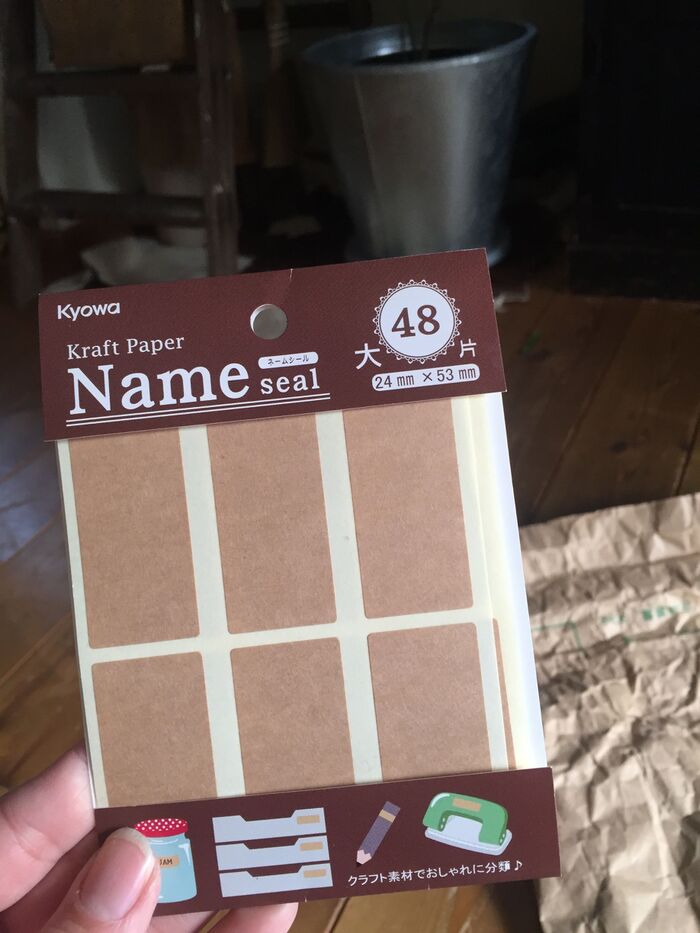 Kyowa
Kraft Paper
Name seal
ネームシール
大 48 片
24mm×53mm
JAM
クラフト素材でおしゃれに分類♪